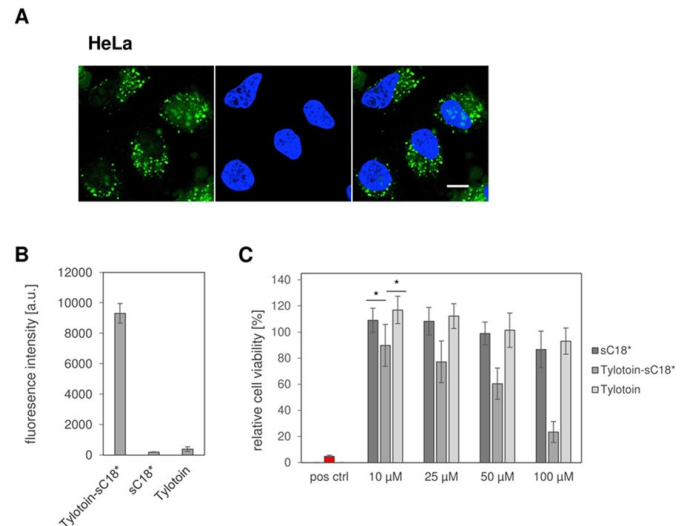 A
HeLa
B
fluoresence intensity [a.u.]
12000
10000
8000
6000
4000
2000
0
Tylotoin-sC18*
sC18*
Tylotoin
C
relative cell viability [%]
140
120
100
80
60
40
20
0
* *
pos ctrl 10 µM 25 µM 50 µM 100 µM
sC18*
Tylotoin-sC18*
Tylotoin